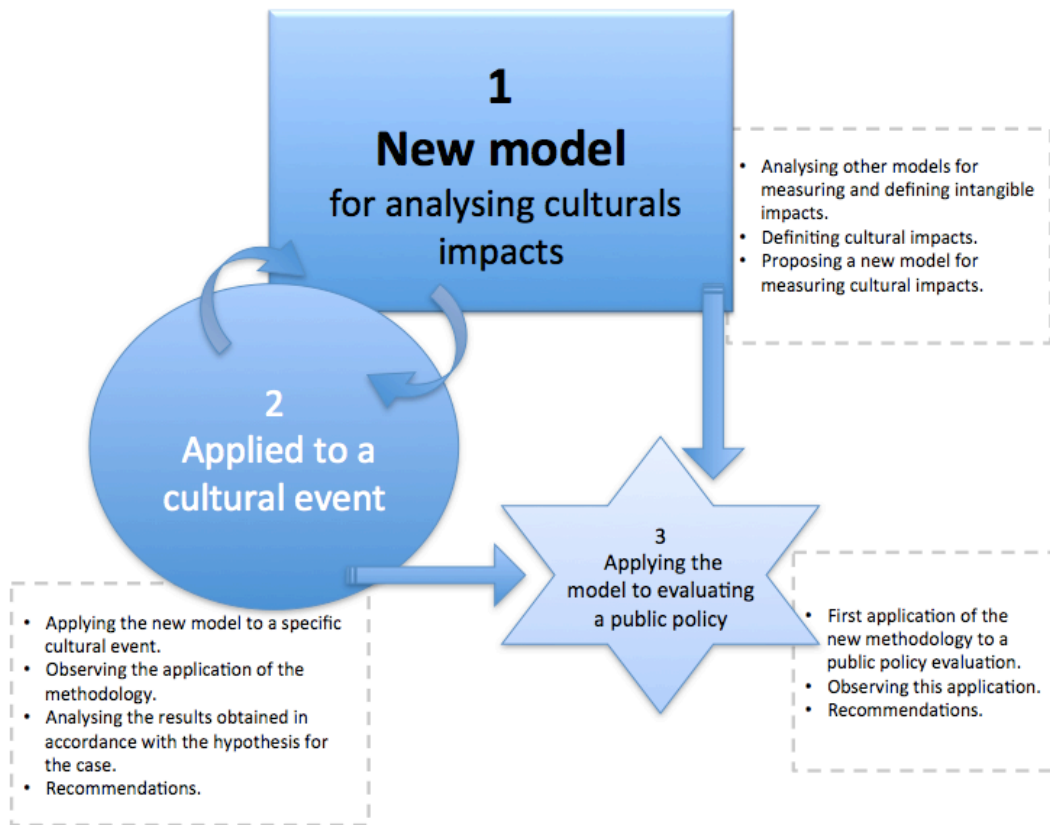 1
New model
for analysing culturals
impacts
• Analysing other models for
measuring and defining intangible
impacts.
• Definiting cultural impacts.
• Proposing a new model for
measuring cultural impacts.
2
Applied to a
cultural event
3
Applying the
model to evaluating
a public policy
• Applying the new model to a specific
cultural event.
• Observing the application of the
methodology.
• Analysing the results obtained in
accordance with the hypothesis for
the case.
• Recommendations.
• First application of the
new methodology to a
public policy evaluation.
• Observing this application.
• Recommendations.